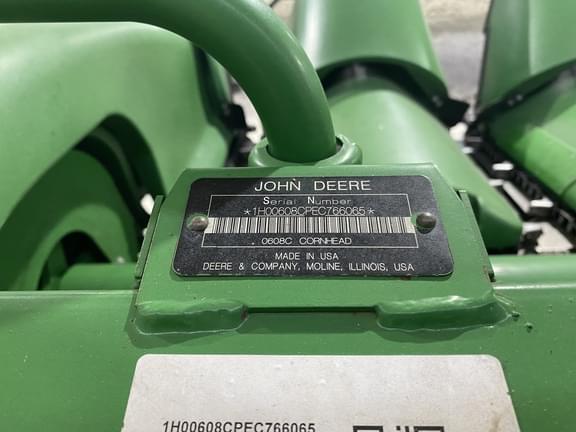 JOHN DEERE
Serial Number
*1H00608CPEC766065*
0608C CORNHEAD
MADE IN USA
DEERE & COMPANY, MOLINE, ILLINOIS, USA
1H00608CPEC766065